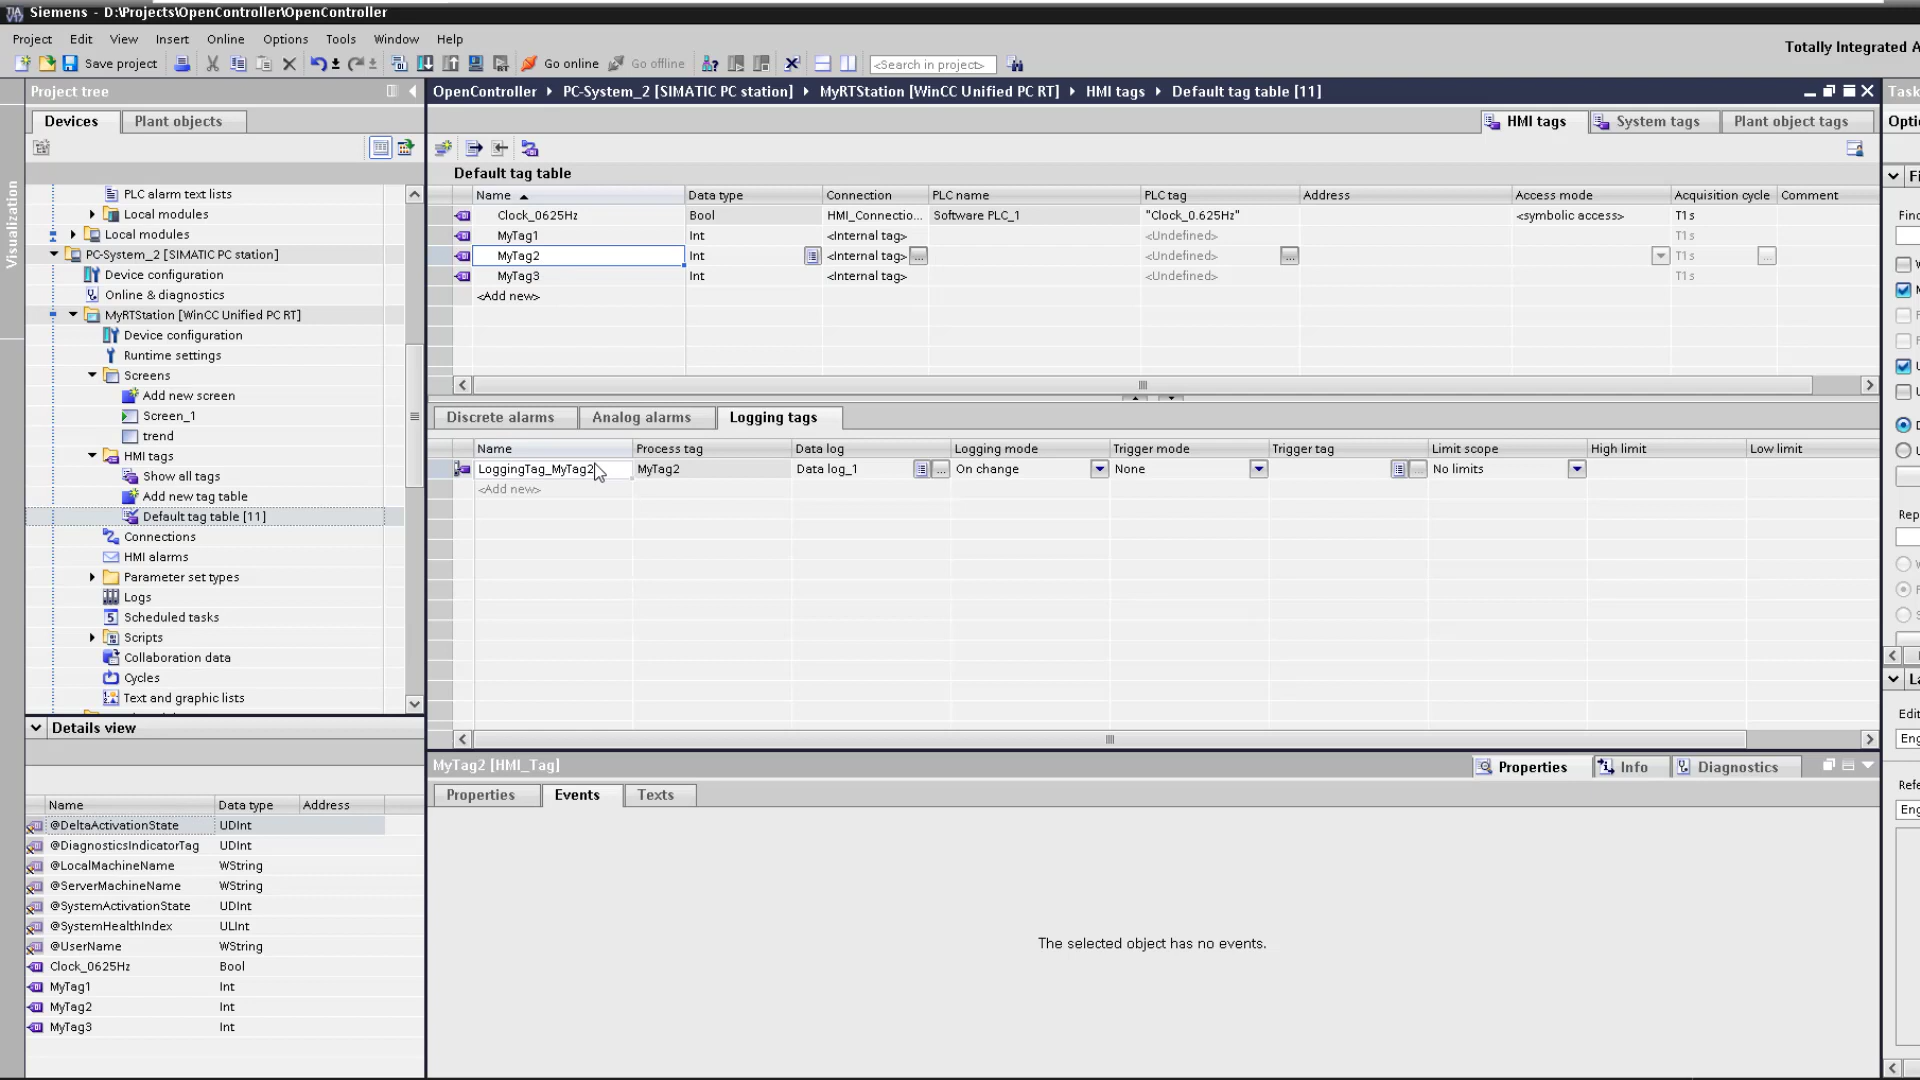 Siemens - D:\Projects\OpenController\OpenController
Project Edit View Insert Online Options Tools Window Help
Totally Integrated A
Save project Go online Go offline <Search in project>
Project tree
OpenController PC-System_2 [SIMATIC PC station] MyRTStation [WinCC Unified PC RT] HMI tags Default tag table [11]
Task
Devices Plant objects
HMI tags System tags Plant object tags
Optio
Visualization
Default tag table
Name Data type Connection PLC name PLC tag Address Access mode Acquisition cycle Comment
Clock_0625Hz Bool HMI_Connectio... Software PLC_1 "Clock_0.625Hz" <symbolic access> T1s
MyTag1 Int <Internal tag> <Undefined> T1s
MyTag2 Int <Internal tag> <Undefined> T1s
MyTag3 Int <Internal tag> <Undefined> T1s
<Add new>
PLC alarm text lists
Local modules
Local modules
PC-System_2 [SIMATIC PC station]
Device configuration
Online & diagnostics
MyRTStation [WinCC Unified PC RT]
Device configuration
Runtime settings
Screens
Add new screen
Screen_1
trend
HMI tags
Show all tags
Add new tag table
Default tag table [11]
Connections
HMI alarms
Parameter set types
Logs
Scheduled tasks
Scripts
Collaboration data
Cycles
Text and graphic lists
Discrete alarms Analog alarms Logging tags
Name Process tag Data log Logging mode Trigger mode Trigger tag Limit scope High limit Low limit
LoggingTag_MyTag2 MyTag2 Data log_1 On change None No limits
<Add new>
Find
Rep
Edit
Eng
Refe
Eng
Details view
Name Data type Address
@DeltaActivationState UDInt
@DiagnosticsIndicatorTag UDInt
@LocalMachineName WString
@ServerMachineName WString
@SystemActivationState UDInt
@SystemHealthIndex ULInt
@UserName WString
Clock_0625Hz Bool
MyTag1 Int
MyTag2 Int
MyTag3 Int
MyTag2 [HMI_Tag]
Properties Info Diagnostics
Properties Events Texts
The selected object has no events.